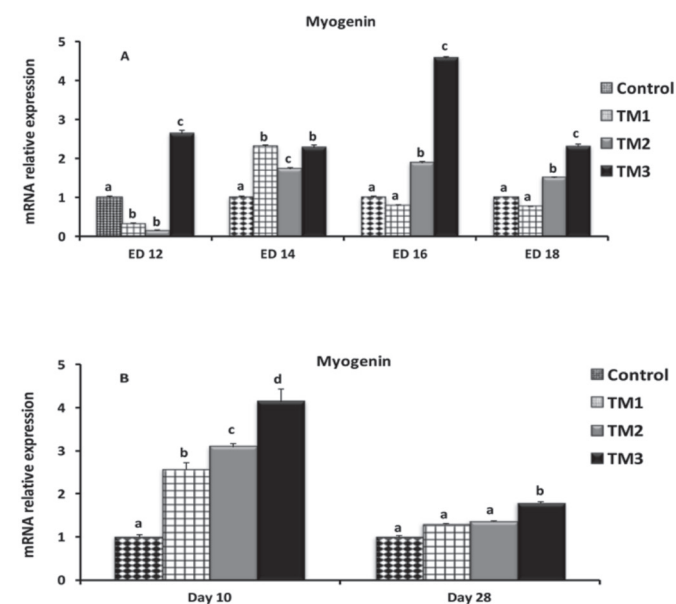 Myogenin
A
mRNA relative expression
5
4
3
2
1
0
a
b
b
c
a
b
c
b
a
a
b
c
a
a
b
c
ED 12
ED 14
ED 16
ED 18
Control
TM1
TM2
TM3
Myogenin
B
mRNA relative expression
5
4
3
2
1
0
a
b
c
d
a
a
a
b
Day 10
Day 28
Control
TM1
TM2
TM3